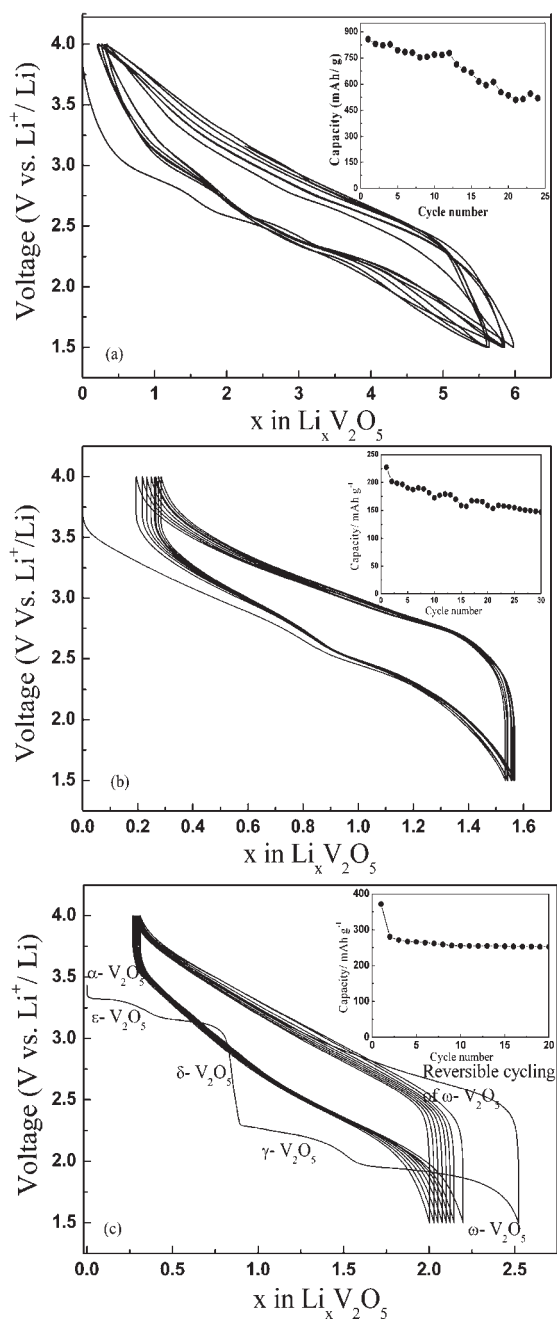 900
750
600
450
300
150
0
Capacity (mAh/ g)
0 5 10 15 20 25
Cycle number
4.0
3.5
3.0
2.5
2.0
1.5
Voltage (V vs. Li⁺/ Li)
(a)
0 1 2 3 4 5 6
x in LiₓV₂O₅
250
200
150
100
50
0
Capacity/ mAh g⁻¹
0 5 10 15 20 25 30
Cycle number
4.0
3.5
3.0
2.5
2.0
1.5
Voltage (V Vs. Li⁺/Li)
(b)
0.0 0.2 0.4 0.6 0.8 1.0 1.2 1.4 1.6
x in LiₓV₂O₅
400
300
200
100
0
Capacity/ mAh g⁻¹
0 5 10 15 20
Cycle number
4.0
3.5
3.0
2.5
2.0
1.5
Voltage (V vs. Li⁺/ Li)
α- V₂O₅
ε- V₂O₅
δ- V₂O₅
γ- V₂O₅
Reversible cycling
of ω- V₂O₅
ω- V₂O₅
(c)
0.0 0.5 1.0 1.5 2.0 2.5
x in LiₓV₂O₅